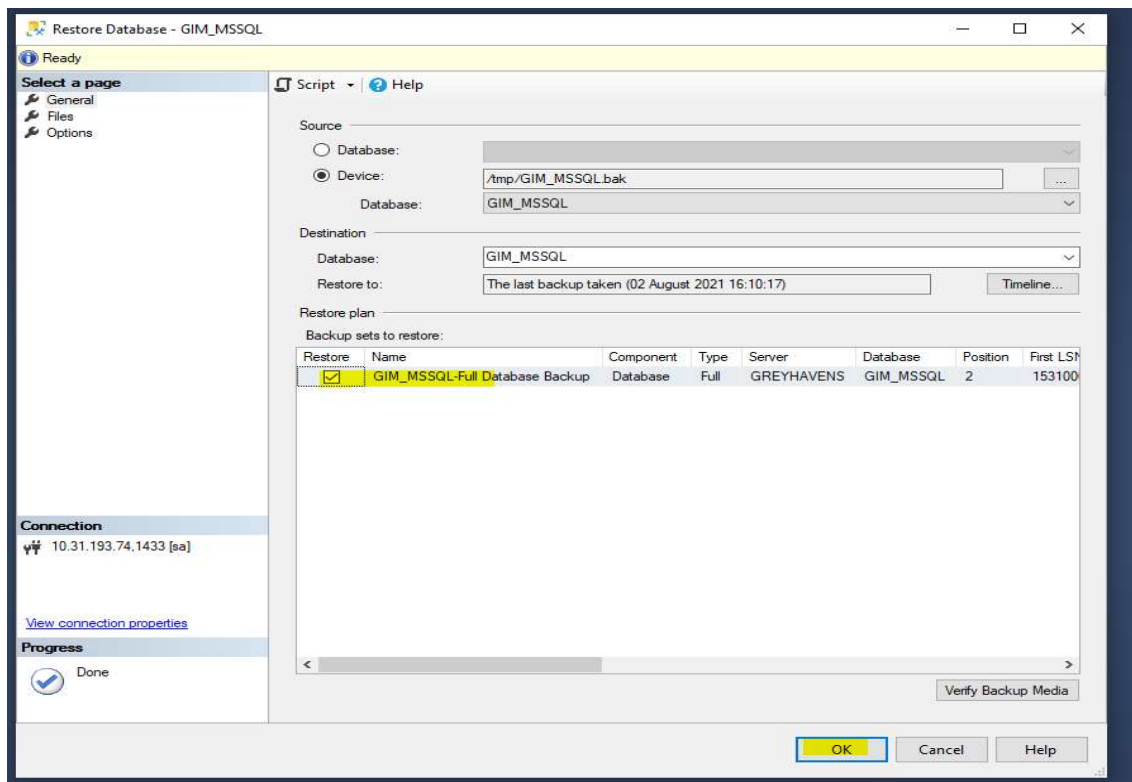 Restore Database - GIM_MSSQL
Ready
Select a page
General
Files
Options
Script Help
Source
Database:
Device: /tmp/GIM_MSSQL.bak ...
Database: GIM_MSSQL
Destination
Database: GIM_MSSQL
Restore to: The last backup taken (02 August 2021 16:10:17) Timeline...
Restore plan
Backup sets to restore:
Restore Name Component Type Server Database Position First LSN
GIM_MSSQL-Full Database Backup Database Full GREYHAVENS GIM_MSSQL 2 153100
Connection
10.31.193.74,1433 [sa]
View connection properties
Progress
Done
Verify Backup Media
OK Cancel Help